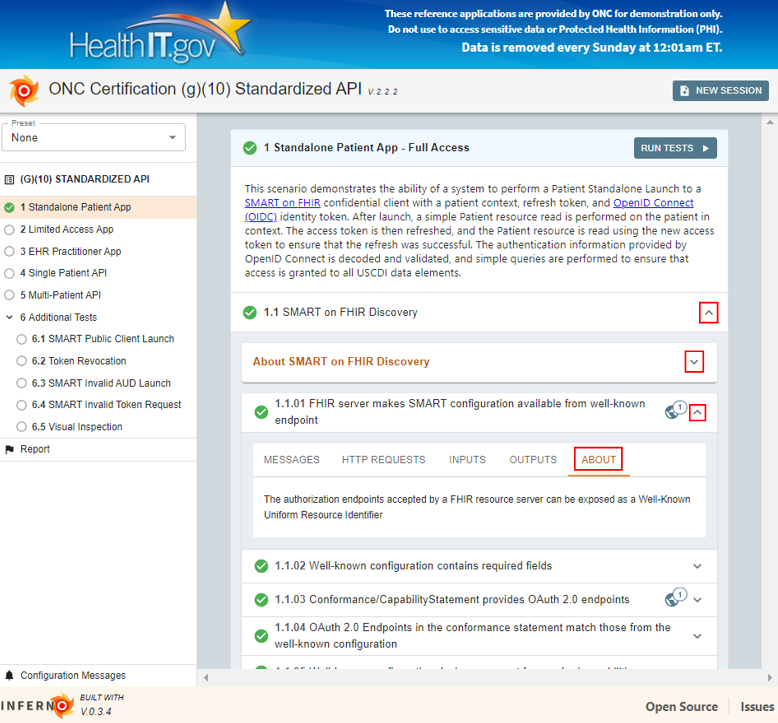 These reference applications are provided by ONC for demonstration only.
Do not use to access sensitive data or Protected Health Information (PHI).
Data is removed every Sunday at 12:01am ET.
HealthIT.gov
ONC Certification (g)(10) Standardized API V.2.2.2
NEW SESSION
Preset
None
(G)(10) STANDARDIZED API
1 Standalone Patient App
2 Limited Access App
3 EHR Practitioner App
4 Single Patient API
5 Multi-Patient API
6 Additional Tests
6.1 SMART Public Client Launch
6.2 Token Revocation
6.3 SMART Invalid AUD Launch
6.4 SMART Invalid Token Request
6.5 Visual Inspection
Report
1 Standalone Patient App - Full Access
RUN TESTS
This scenario demonstrates the ability of a system to perform a Patient Standalone Launch to a
SMART on FHIR confidential client with a patient context, refresh token, and OpenID Connect
(OIDC) identity token. After launch, a simple Patient resource read is performed on the patient in
context. The access token is then refreshed, and the Patient resource is read using the new access
token to ensure that the refresh was successful. The authentication information provided by
OpenID Connect is decoded and validated, and simple queries are performed to ensure that
access is granted to all USCDI data elements.
1.1 SMART on FHIR Discovery
About SMART on FHIR Discovery
1.1.01 FHIR server makes SMART configuration available from well-known
endpoint
1
MESSAGES HTTP REQUESTS INPUTS OUTPUTS ABOUT
The authorization endpoints accepted by a FHIR resource server can be exposed as a Well-Known
Uniform Resource Identifier
1.1.02 Well-known configuration contains required fields
1.1.03 Conformance/CapabilityStatement provides OAuth 2.0 endpoints
1
1.1.04 OAuth 2.0 Endpoints in the conformance statement match those from the
well-known configuration
Configuration Messages
INFERNO
BUILT WITH
V.0.3.4
Open Source
Issues